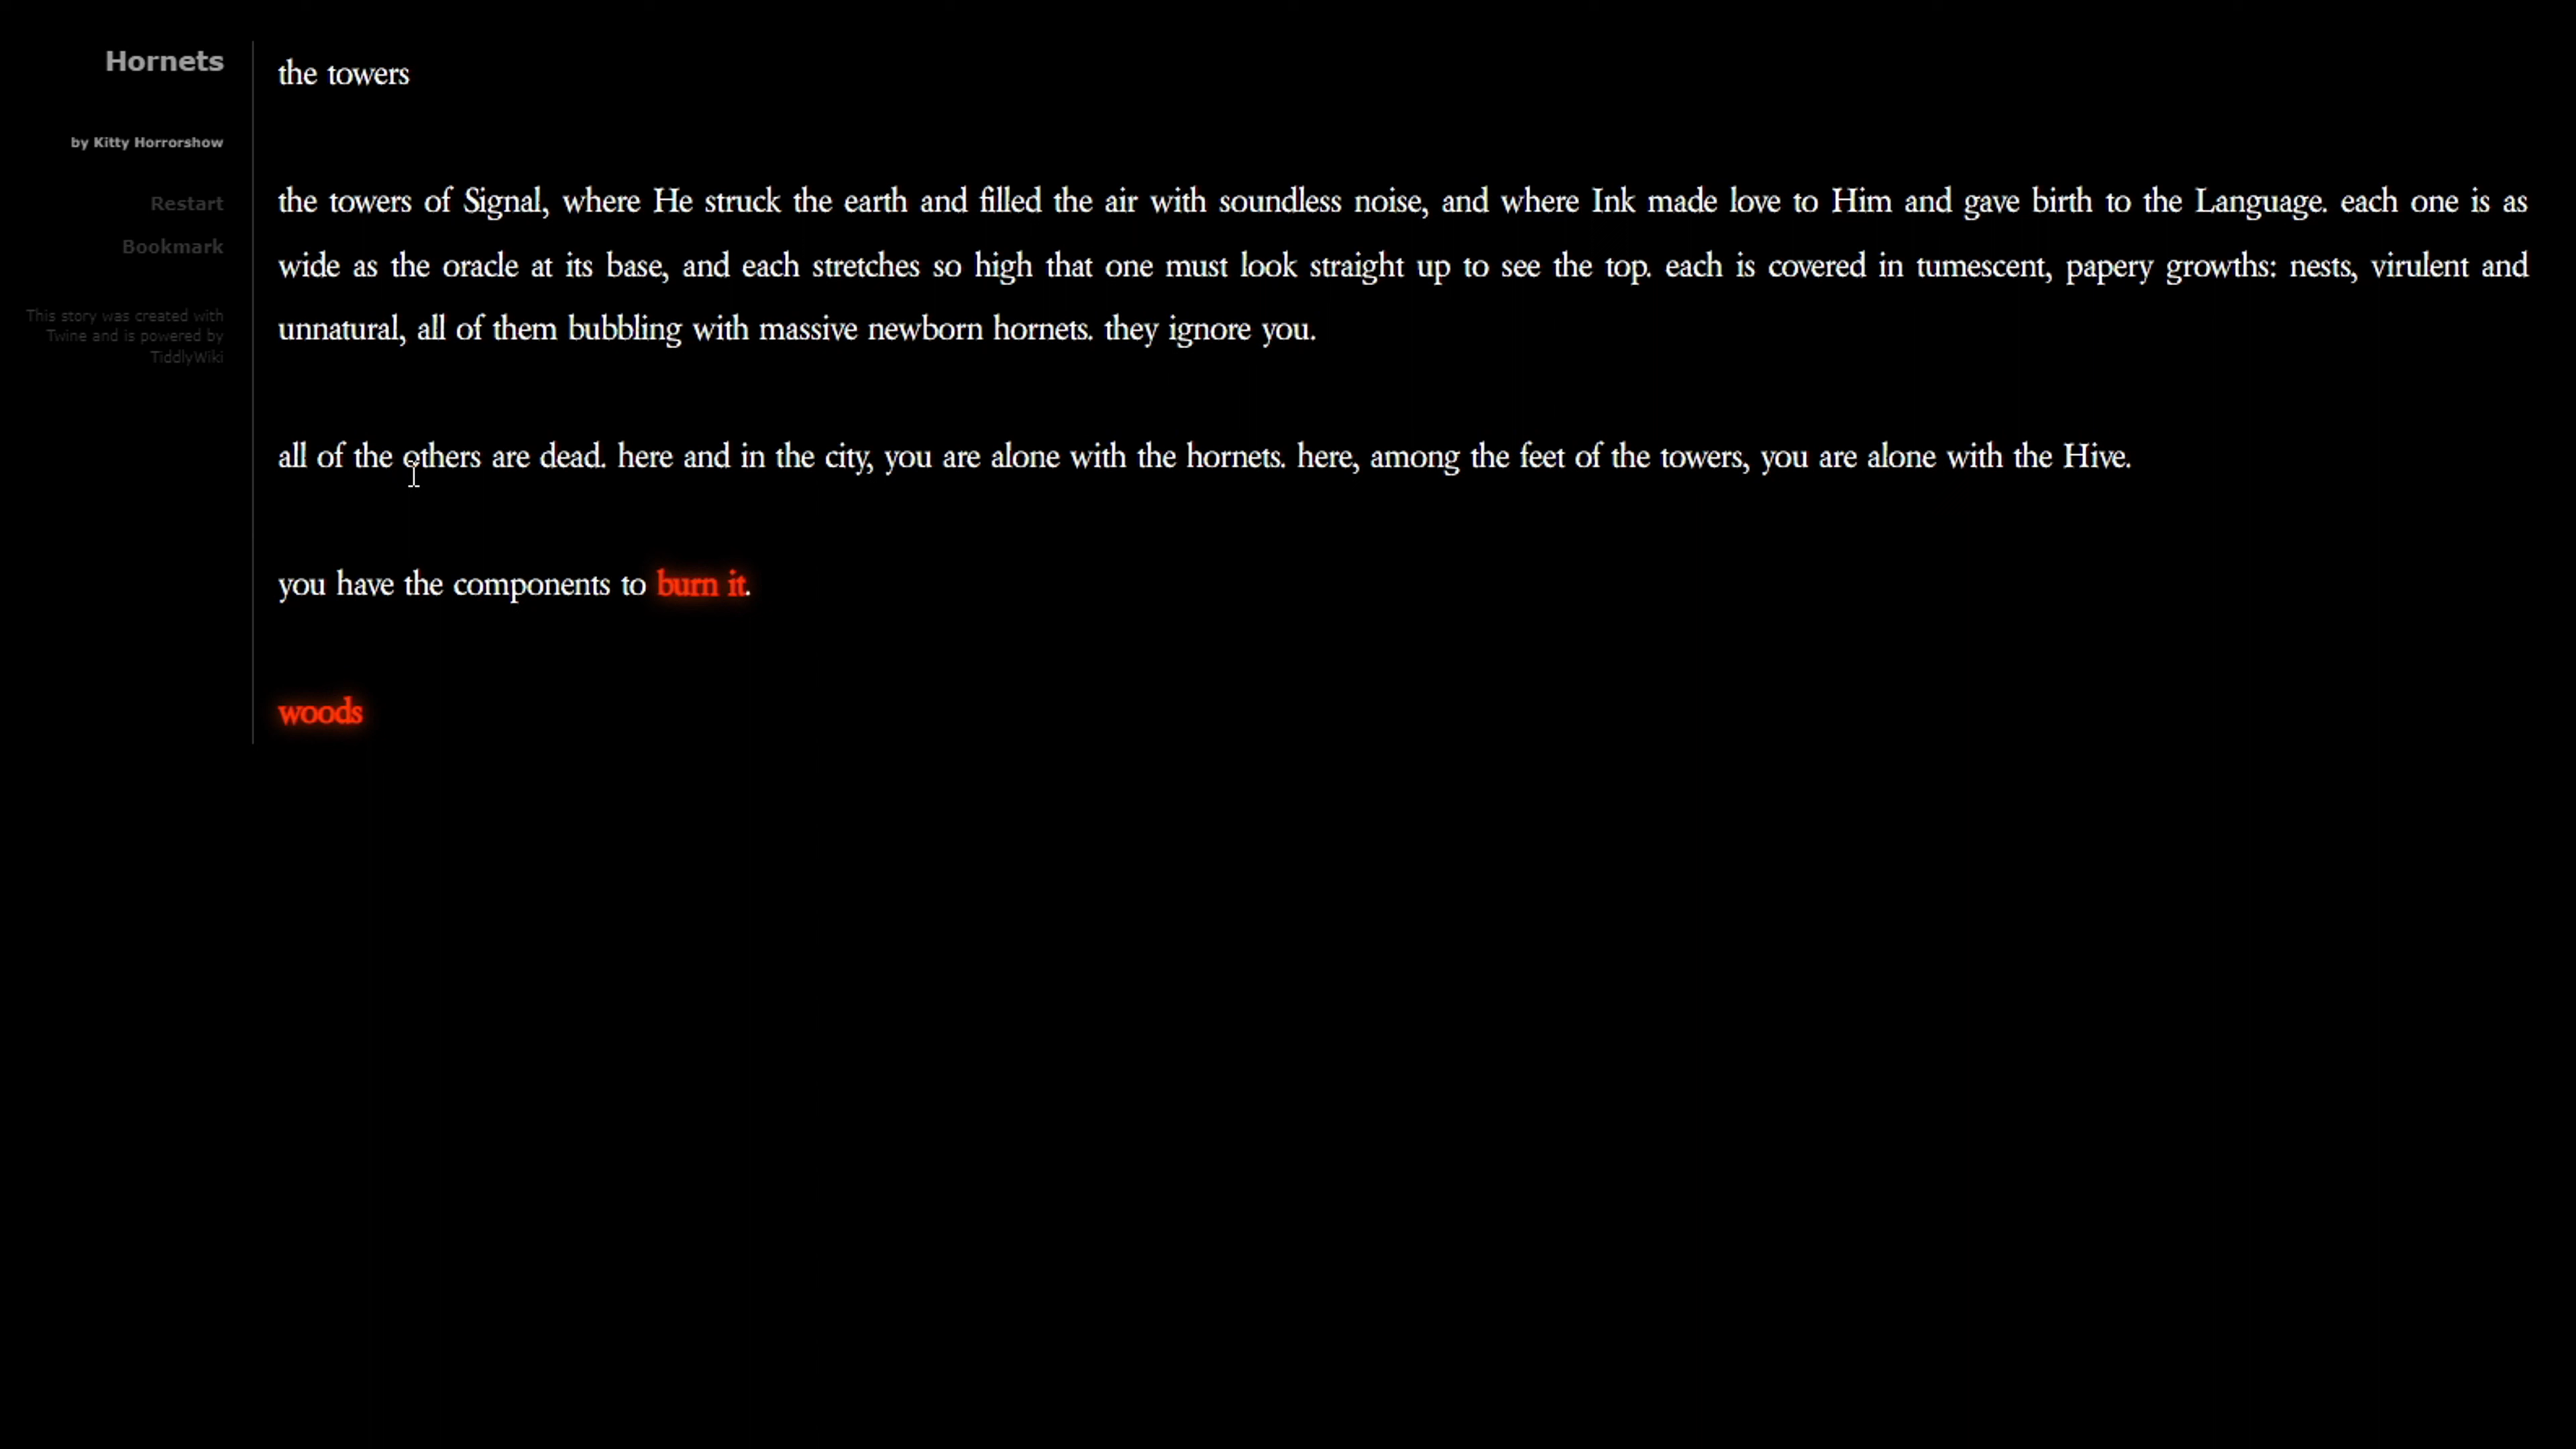 Hornets
by Kitty Horrorshow
Restart
Bookmark
This story was created with
Twine and is powered by
TiddlyWiki
the towers
the towers of Signal, where He struck the earth and filled the air with soundless noise, and where Ink made love to Him and gave birth to the Language. each one is as
wide as the oracle at its base, and each stretches so high that one must look straight up to see the top. each is covered in tumescent, papery growths: nests, virulent and
unnatural, all of them bubbling with massive newborn hornets. they ignore you.
all of the others are dead. here and in the city, you are alone with the hornets. here, among the feet of the towers, you are alone with the Hive.
you have the components to burn it.
woods